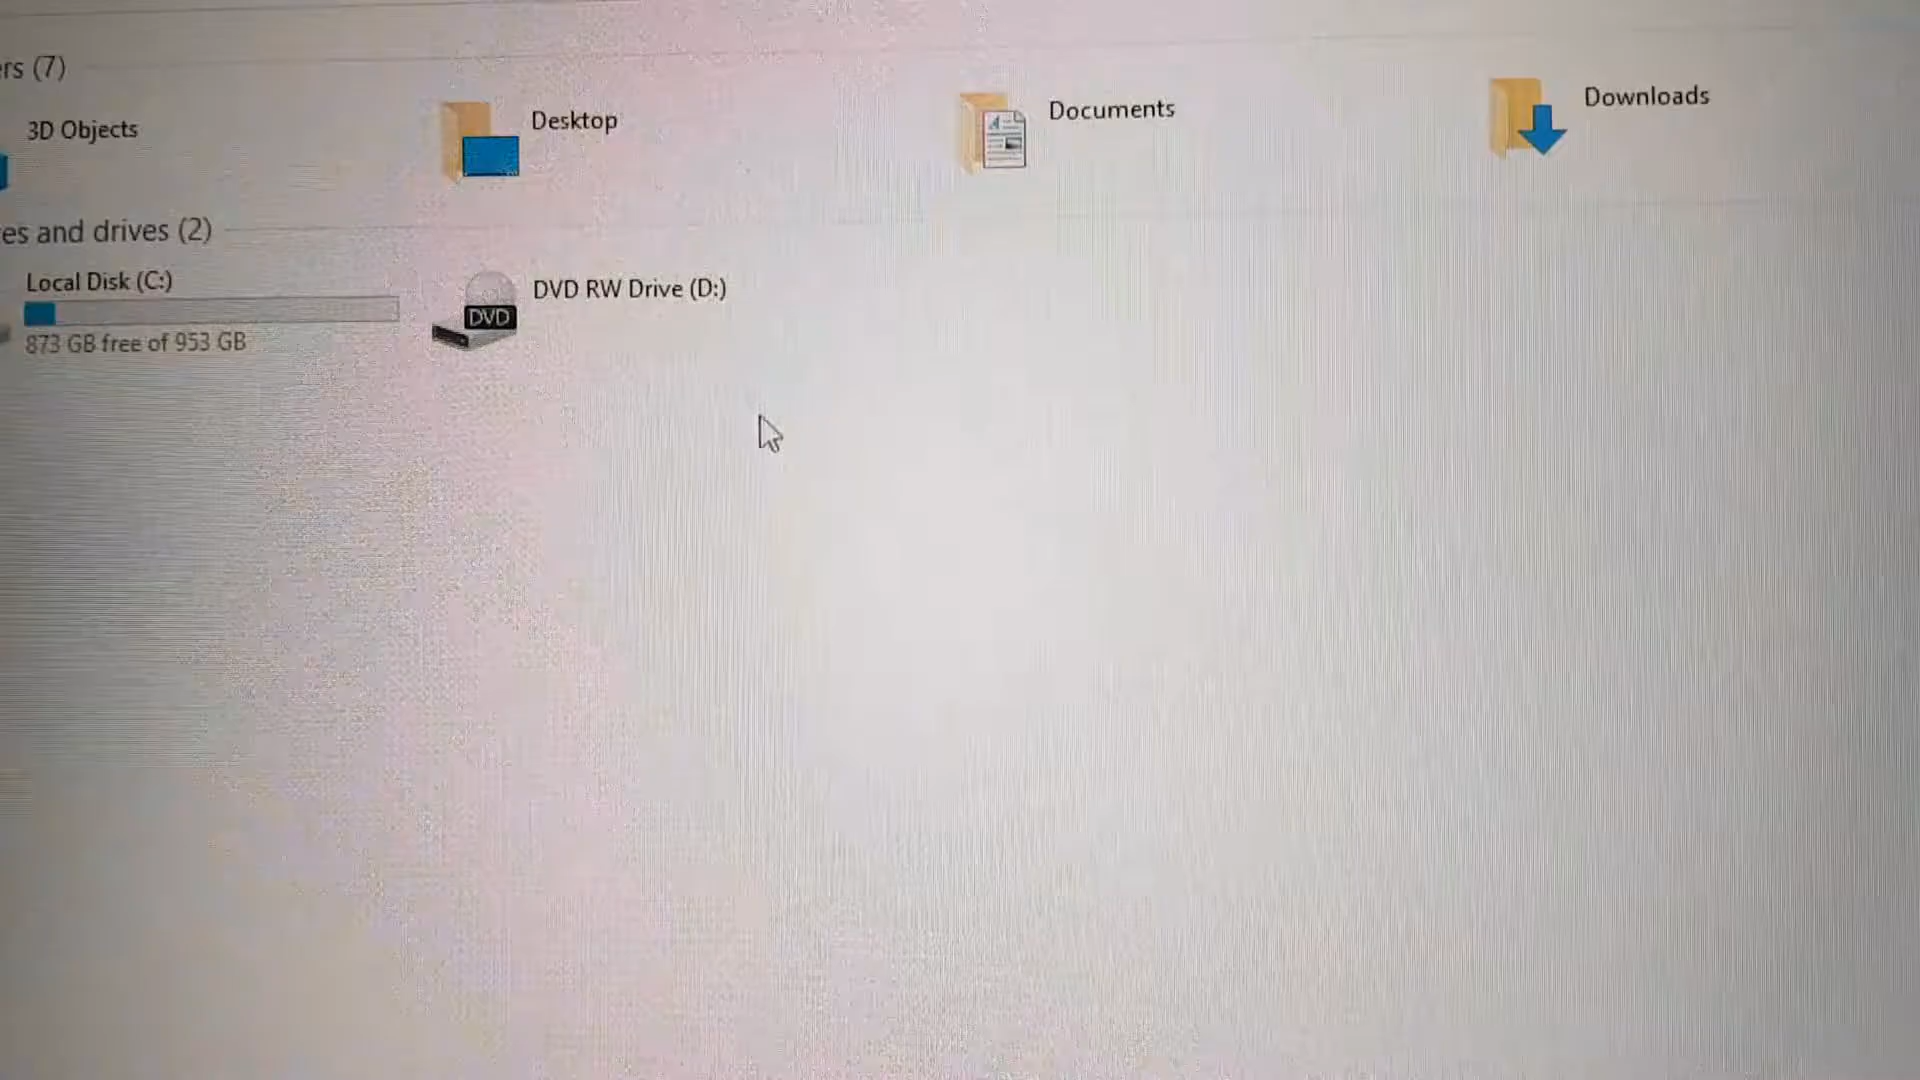 ers (7)
3D Objects
Desktop
Documents
Downloads
es and drives (2)
Local Disk (C:)
873 GB free of 953 GB
DVD
DVD RW Drive (D:)